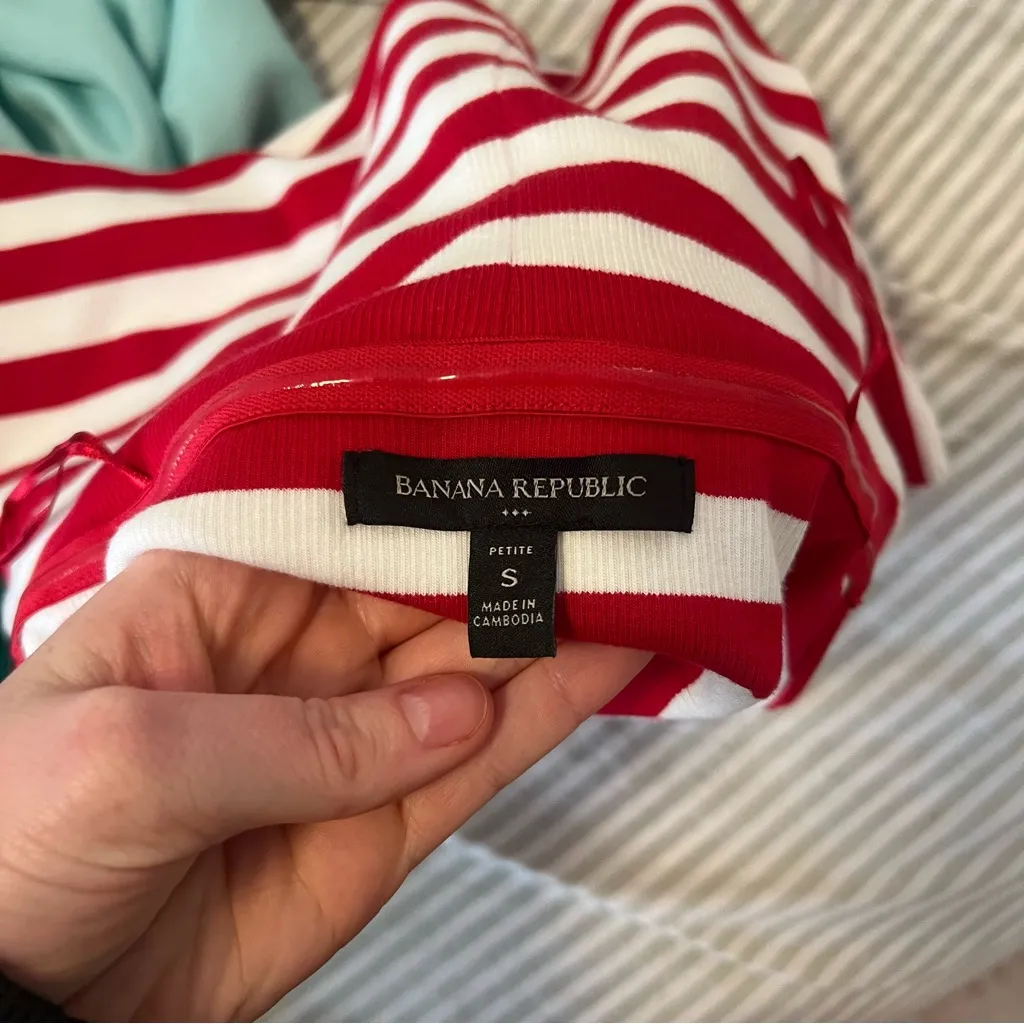 BANANA REPUBLIC
PETITE
S
MADE IN
CAMBODIA